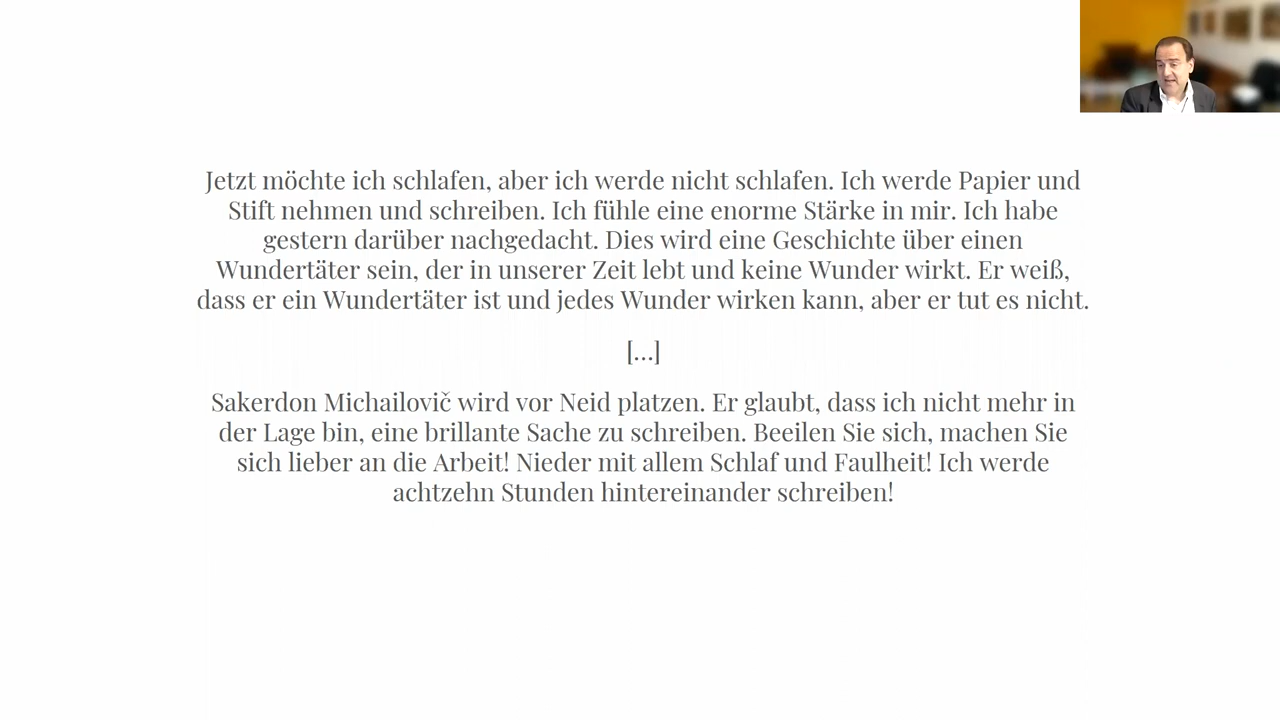 Jetzt möchte ich schlafen, aber ich werde nicht schlafen. Ich werde Papier und
Stift nehmen und schreiben. Ich fühle eine enorme Stärke in mir. Ich habe
gestern darüber nachgedacht. Dies wird eine Geschichte über einen
Wundertäter sein, der in unserer Zeit lebt und keine Wunder wirkt. Er weiß,
dass er ein Wundertäter ist und jedes Wunder wirken kann, aber er tut es nicht.
[...]
Sakerdon Michailovič wird vor Neid platzen. Er glaubt, dass ich nicht mehr in
der Lage bin, eine brillante Sache zu schreiben. Beeilen Sie sich, machen Sie
sich lieber an die Arbeit! Nieder mit allem Schlaf und Faulheit! Ich werde
achtzehn Stunden hintereinander schreiben!